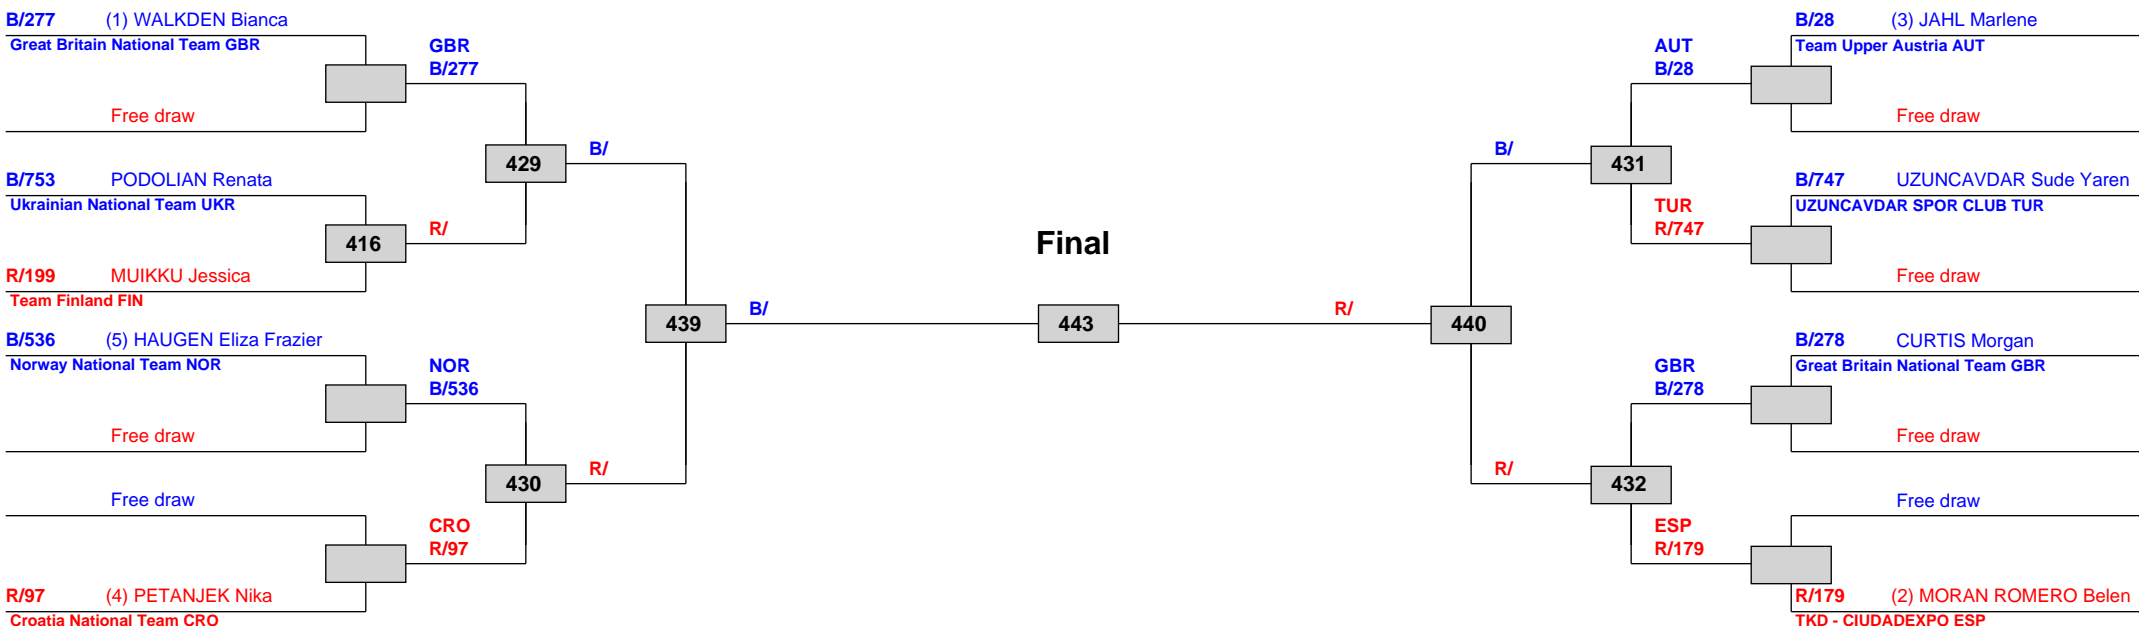 B/277 (1) WALKDEN Bianca
Great Britain National Team GBR
Free draw
GBR
B/277
B/753 PODOLIAN Renata
Ukrainian National Team UKR
416
R/199 MUIKKU Jessica
Team Finland FIN
R/
429
B/
B/536 (5) HAUGEN Eliza Frazier
Norway National Team NOR
Free draw
NOR
B/536
Free draw
R/97 (4) PETANJEK Nika
Croatia National Team CRO
CRO
R/97
430
R/
439
B/
Final
443
R/
440
B/
431
AUT
B/28
B/28 (3) JAHL Marlene
Team Upper Austria AUT
Free draw
TUR
R/747
B/747 UZUNCAVDAR Sude Yaren
UZUNCAVDAR SPOR CLUB TUR
Free draw
R/
432
GBR
B/278
B/278 CURTIS Morgan
Great Britain National Team GBR
Free draw
ESP
R/179
Free draw
R/179 (2) MORAN ROMERO Belen
TKD - CIUDADEXPO ESP